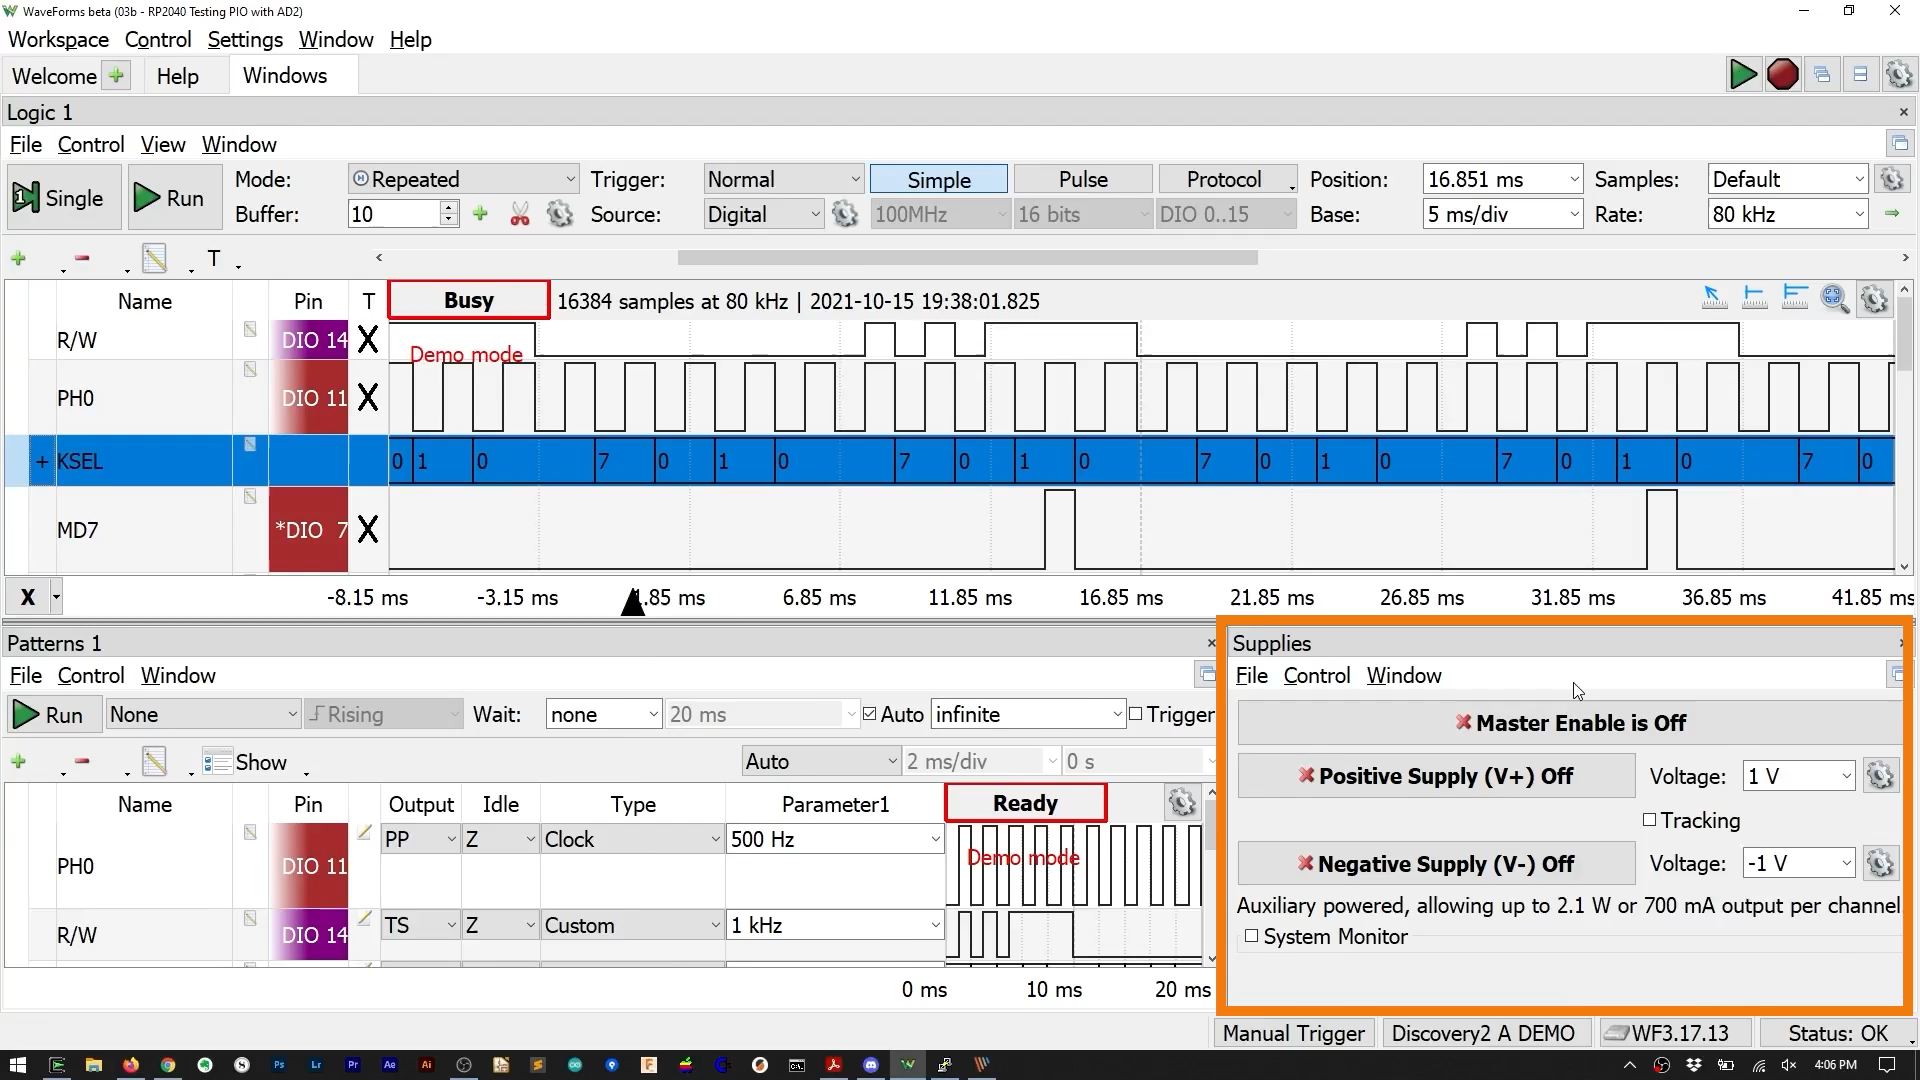 WaveForms beta (03b - RP2040 Testing PIO with AD2)
Workspace Control Settings Window Help
Welcome Help Windows
Logic 1
File Control View Window
Single Run Mode: Repeated Trigger: Normal Simple Pulse Protocol Position: 16.851 ms Samples: Default
Buffer: 10 Source: Digital 100MHz 16 bits DIO 0..15 Base: 5 ms/div Rate: 80 kHz
T
Name Pin T Busy 16384 samples at 80 kHz | 2021-10-15 19:38:01.825
R/W DIO 14 X
Demo mode
PH0 DIO 11 X
KSEL 0 1 0 7 0 1 0 7 0 1 0 7 0 1 0 7 0 1 0 7 0
MD7 *DIO 7 X
X -8.15 ms -3.15 ms .85 ms 6.85 ms 11.85 ms 16.85 ms 21.85 ms 26.85 ms 31.85 ms 36.85 ms 41.85 ms
Patterns 1
File Control Window
Run None Rising Wait: none 20 ms Auto infinite Trigger
Show Auto 2 ms/div 0 s
Name Pin Output Idle Type Parameter1 Ready
PH0 DIO 11 PP Z Clock 500 Hz
Demo mode
R/W DIO 14 TS Z Custom 1 kHz
0 ms 10 ms 20 ms
Supplies
File Control Window
Master Enable is Off
Positive Supply (V+) Off Voltage: 1 V
Tracking
Negative Supply (V-) Off Voltage: -1 V
Auxiliary powered, allowing up to 2.1 W or 700 mA output per channel
System Monitor
Manual Trigger Discovery2 A DEMO WF3.17.13 Status: OK
Ps Lr Pr Ae Ai 4:06 PM